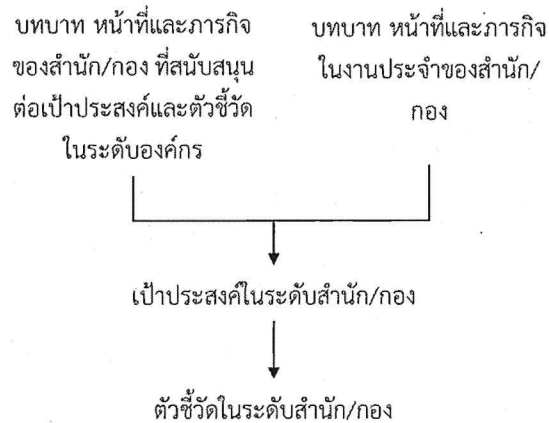 บทบาท หน้าที่และภารกิจ
ของสำนัก/กอง ที่สนับสนุน
ต่อเป้าประสงค์และตัวชี้วัด
ในระดับองค์กร
บทบาท หน้าที่และภารกิจ
ในงานประจำของสำนัก/
กอง
เป้าประสงค์ในระดับสำนัก/กอง
ตัวชี้วัดในระดับสำนัก/กอง